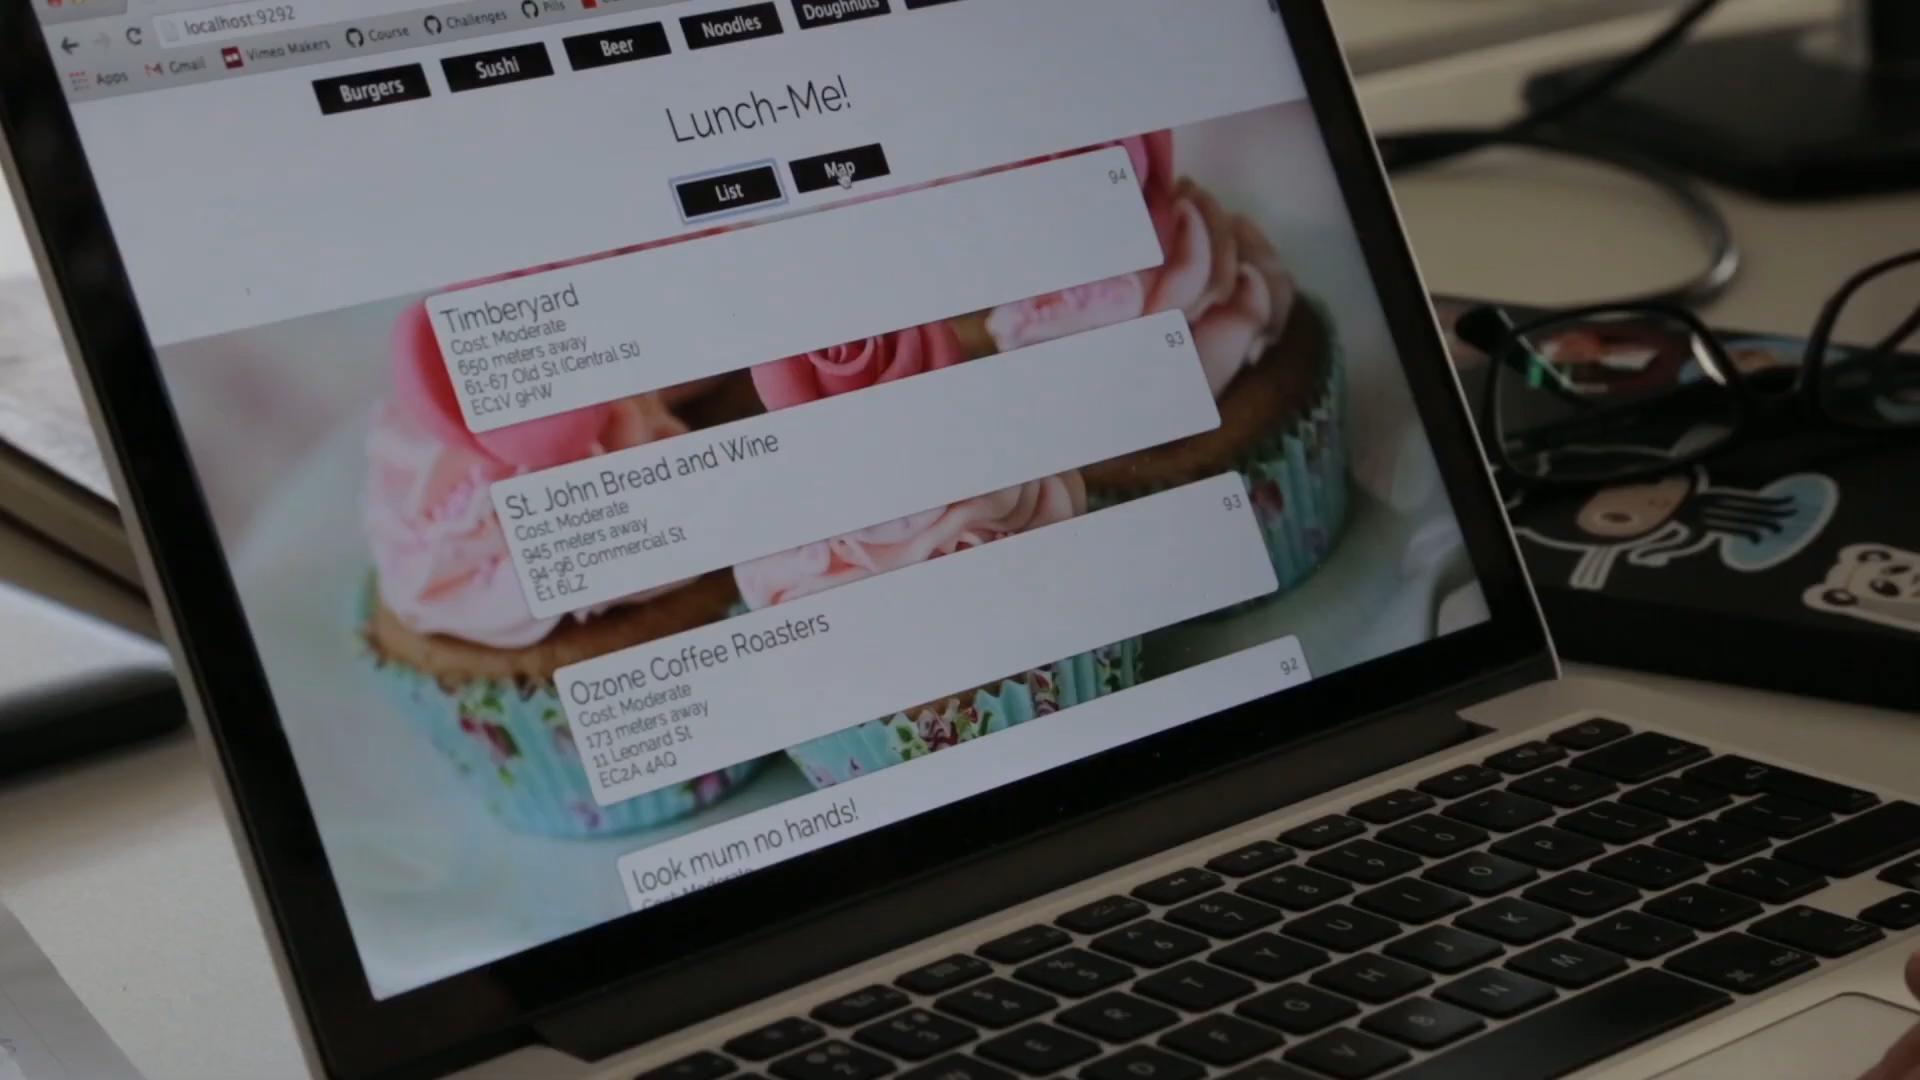 localhost:9292
Apps Gmail Vimeo Makers Course Challenges Pills
Burgers Sushi Beer Noodles Doughnuts
Lunch-Me!
List Map
94
Timberyard
Cost: Moderate
650 meters away
61-67 Old St (Central St)
EC1V 9HW
93
St. John Bread and Wine
Cost: Moderate
945 meters away
94-96 Commercial St
E1 6LZ
93
Ozone Coffee Roasters
Cost: Moderate
173 meters away
11 Leonard St
EC2A 4AQ
92
look mum no hands!
Cost: Moderate